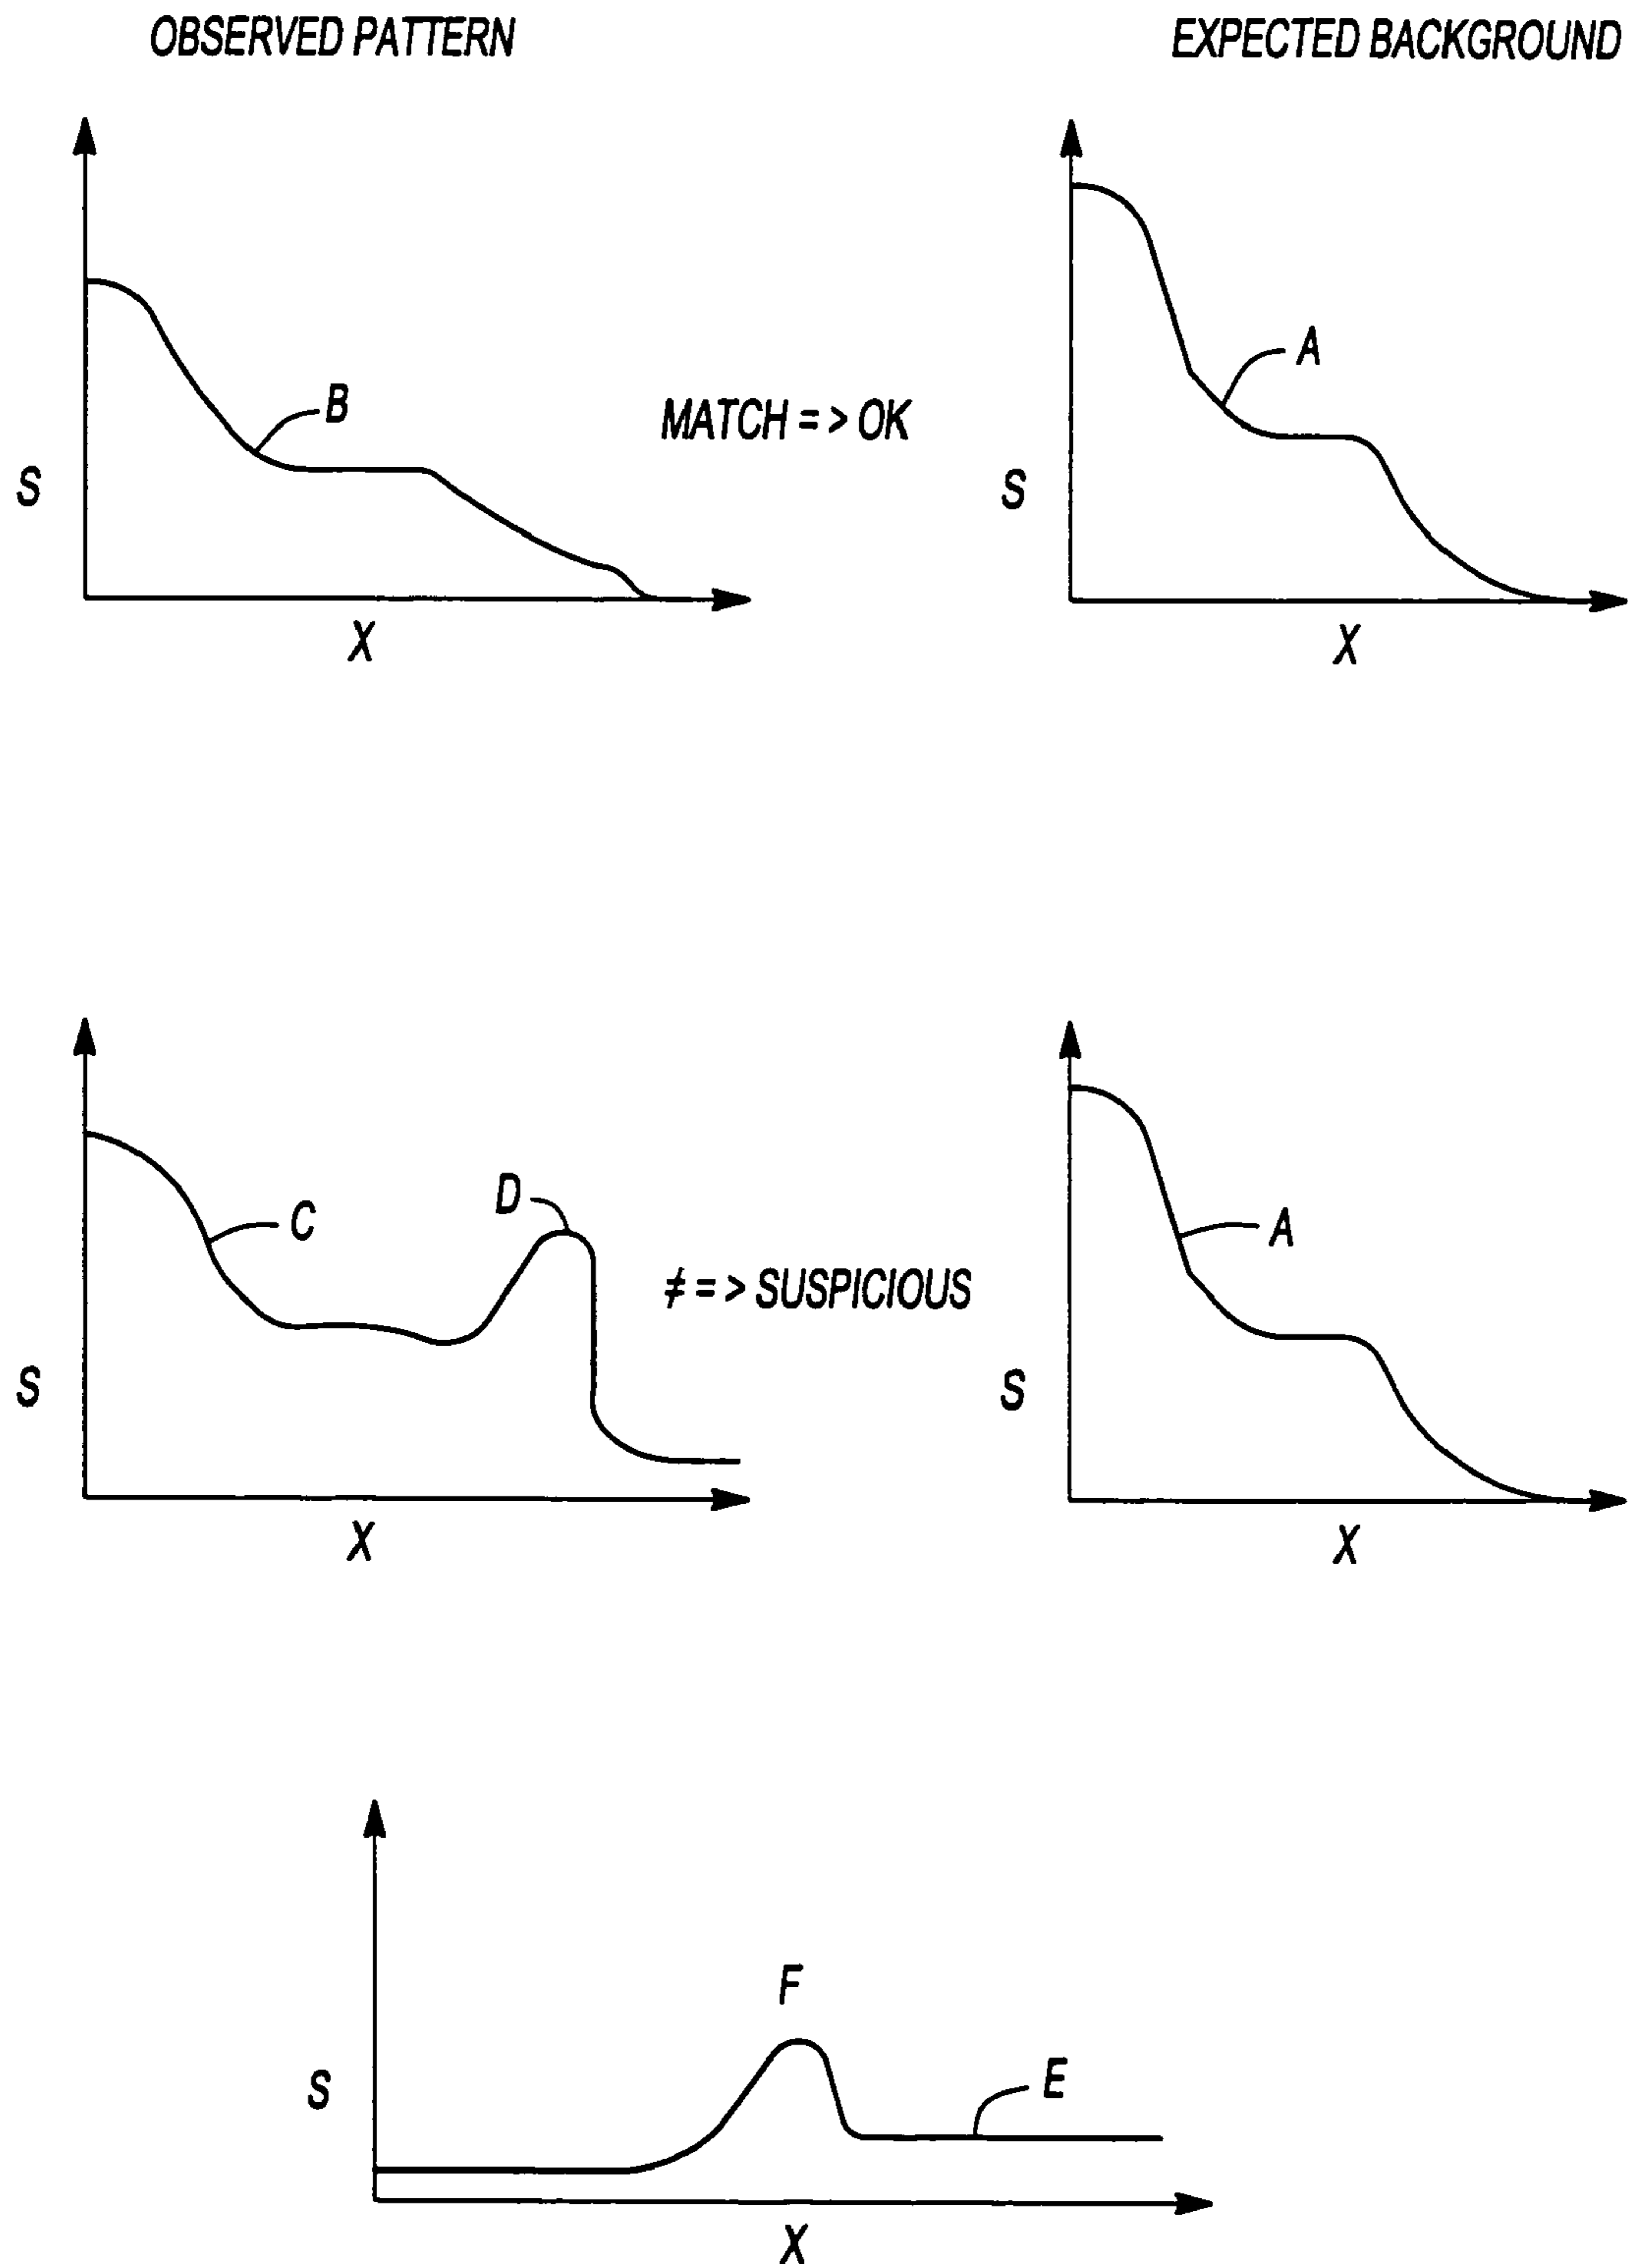 OBSERVED PATTERN
EXPECTED BACKGROUND
B
S
X
MATCH = > OK
A
S
X
C
D
S
X
≠ = > SUSPICIOUS
A
S
X
F
E
S
X